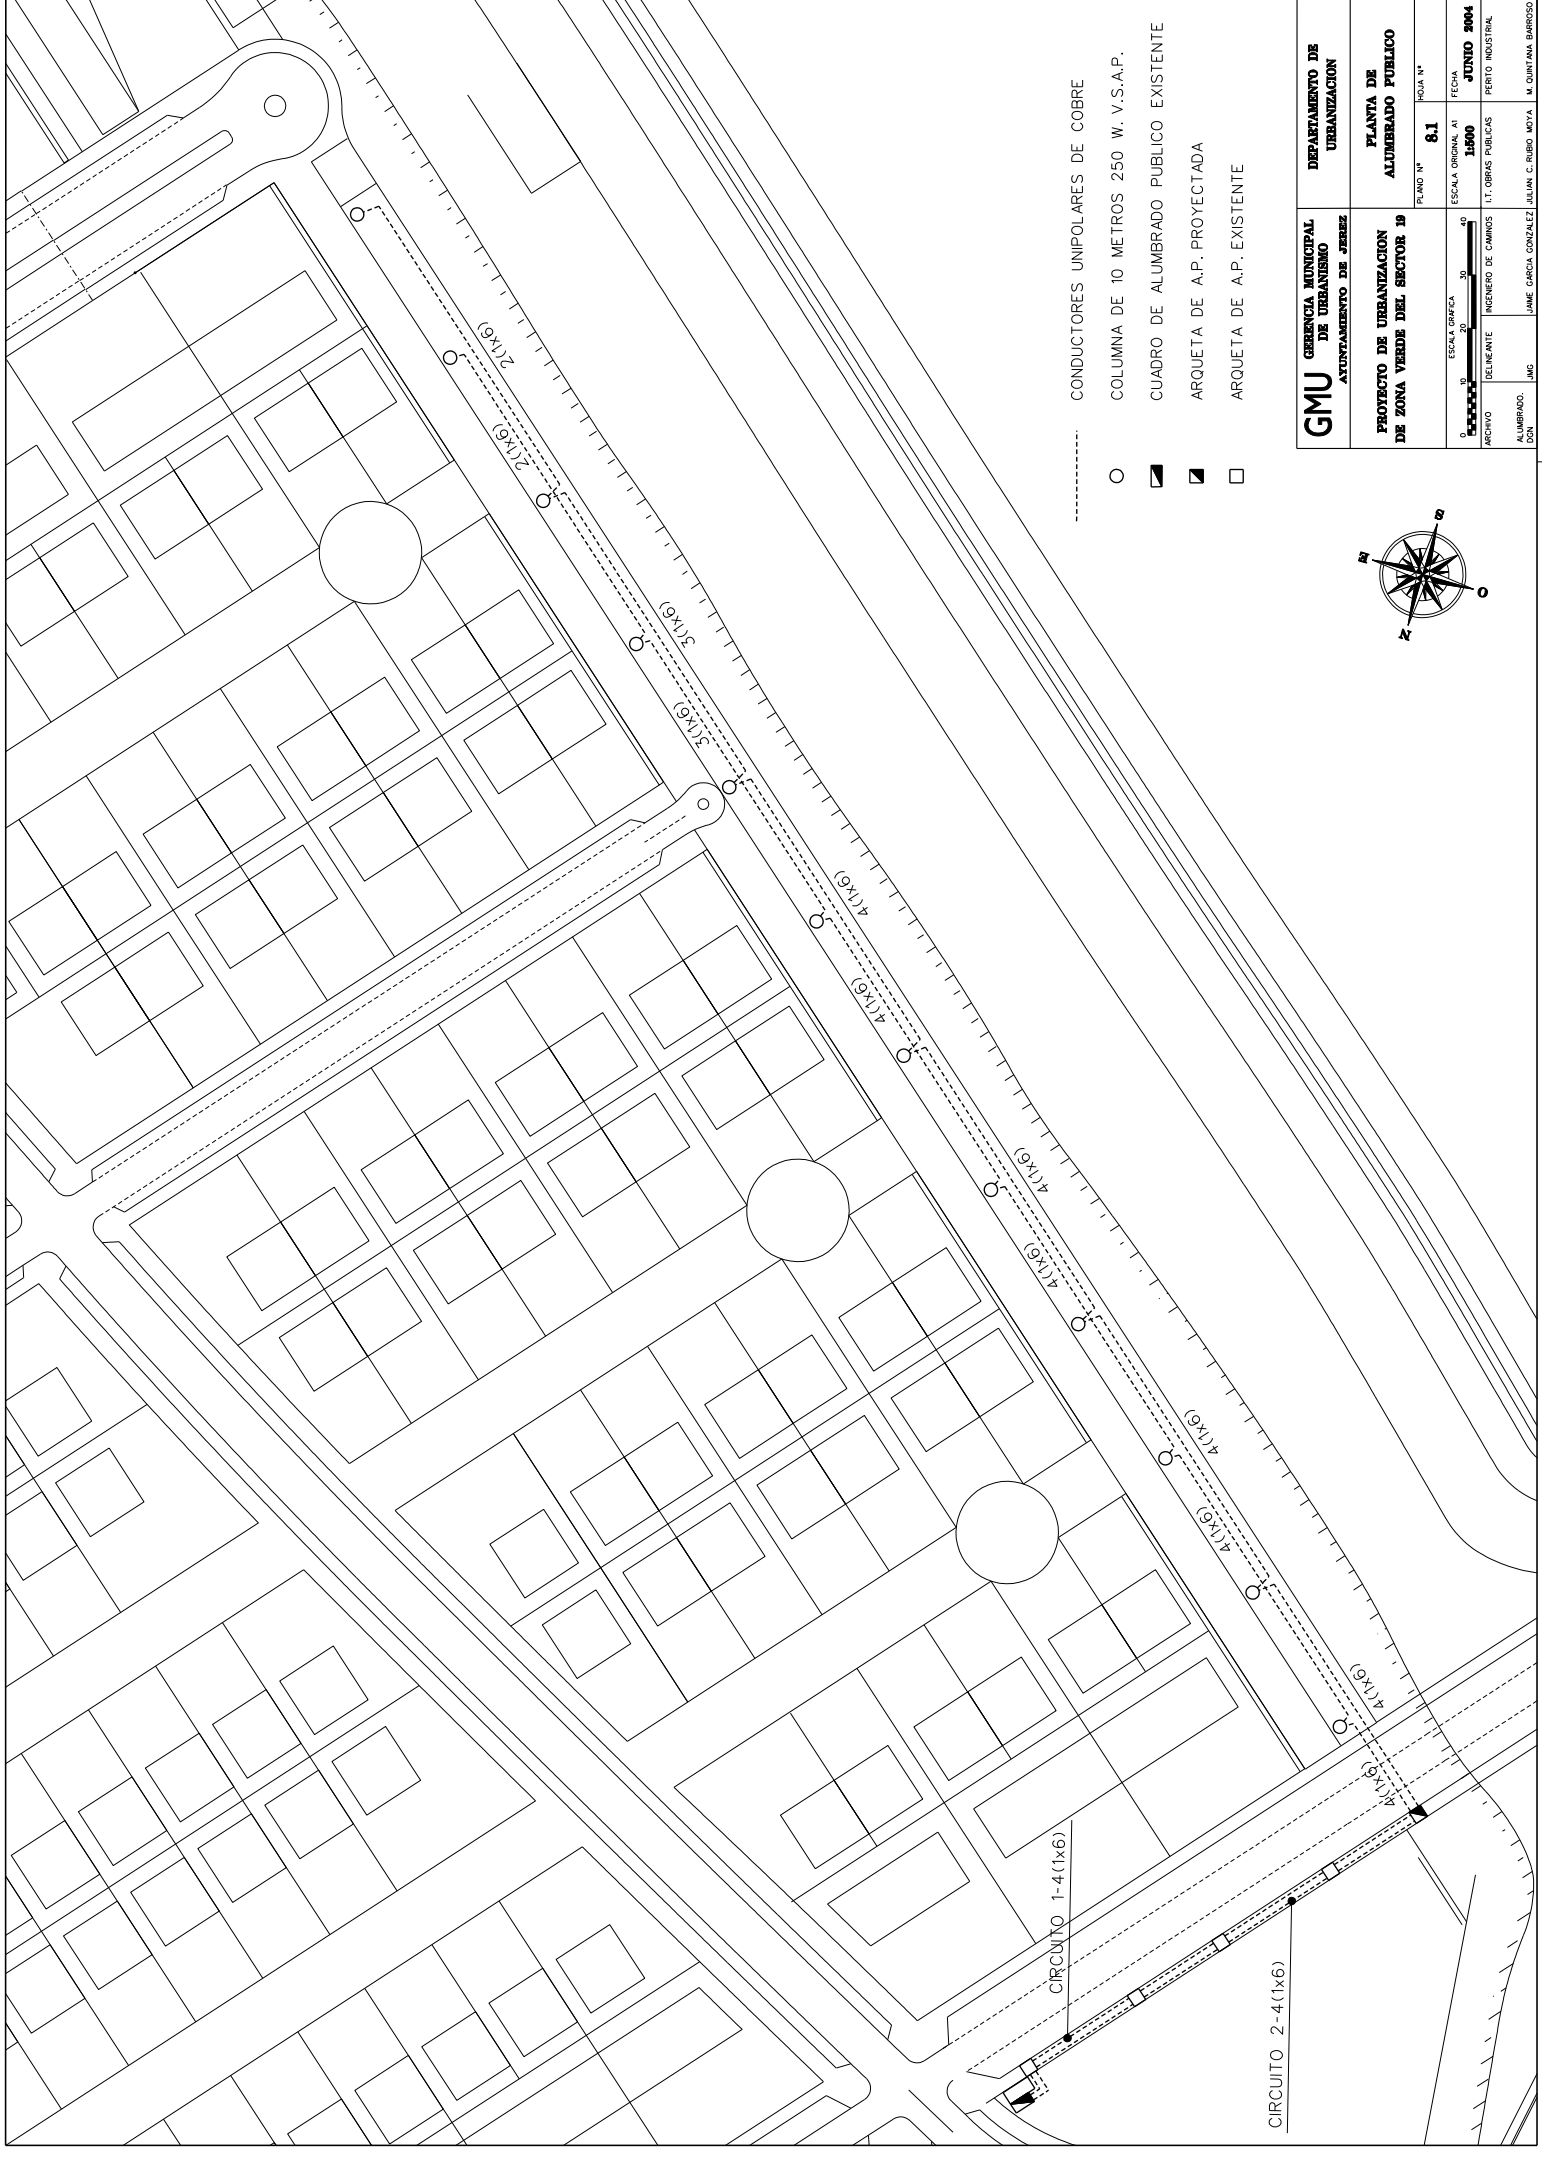 CONDUCTORES UNIPOLARES DE COBRE
COLUMNA DE 10 METROS 250 W. V.S.A.P.
CUADRO DE ALUMBRADO PUBLICO EXISTENTE
ARQUETA DE A.P. PROYECTADA
ARQUETA DE A.P. EXISTENTE
2(1x6)
2(1x6)
3(1x6)
3(1x6)
4(1x6)
4(1x6)
4(1x6)
4(1x6)
4(1x6)
4(1x6)
4(1x6)
4(1x6)
CIRCUITO 1-4(1x6)
CIRCUITO 2-4(1x6)
N
S
E
O
GMU
GERENCIA MUNICIPAL
DE URBANISMO
AYUNTAMIENTO DE JEREZ
DEPARTAMENTO DE
URBANIZACION
PROYECTO DE URBANIZACION
DE ZONA VERDE DEL SECTOR 19
PLANTA DE
ALUMBRADO PUBLICO
PLANO Nº
8.1
HOJA Nº
ESCALA GRAFICA
0 10 20 30 40
ESCALA ORIGINAL A1
1:500
FECHA
JUNIO 2004
ARCHIVO
ALUMBRADO.
DGN
DELINEANTE
JMG
INGENIERO DE CAMINOS
JAIME GARCIA GONZALEZ
I.T. OBRAS PUBLICAS
JULIAN C. RUBIO MOYA
PERITO INDUSTRIAL
M. QUINTANA BARROSO